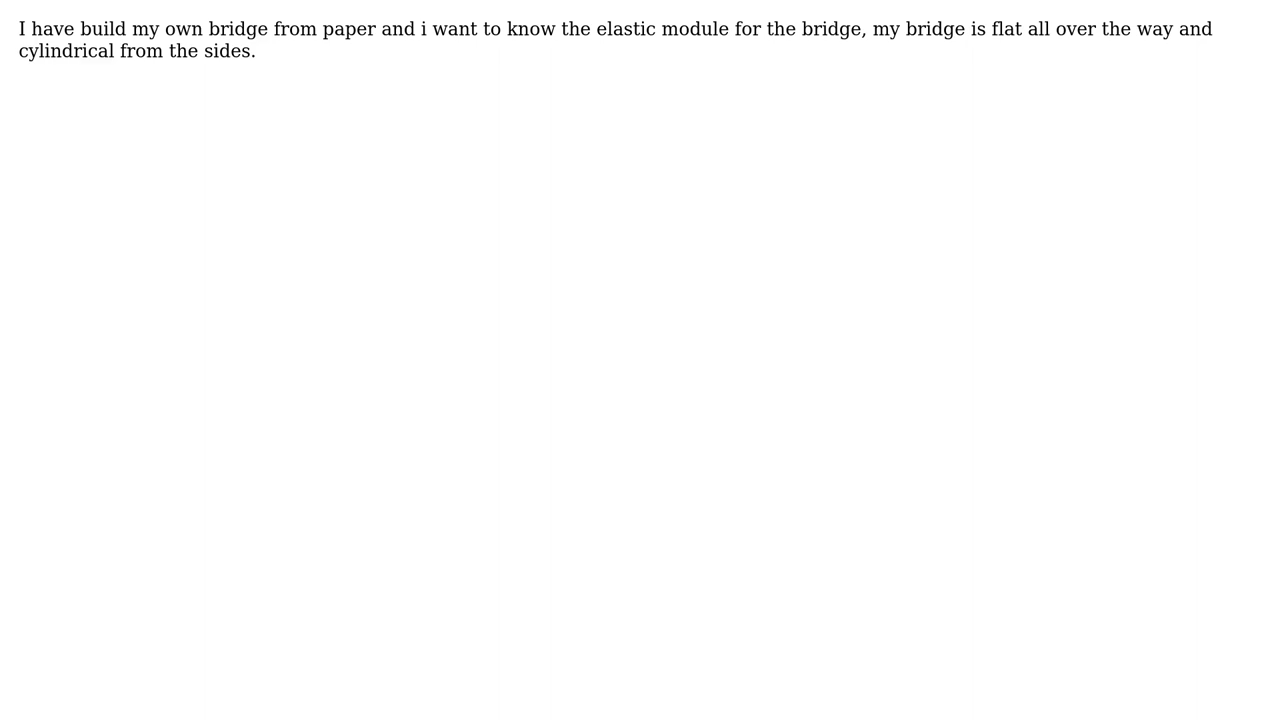 I have build my own bridge from paper and i want to know the elastic module for the bridge, my bridge is flat all over the way and
cylindrical from the sides.